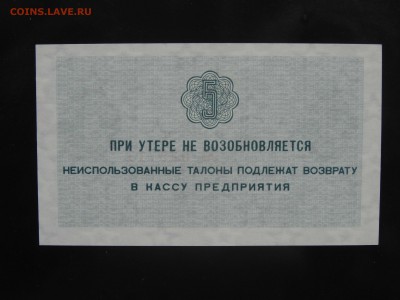 COINS.LAVE.RU
5
ПРИ УТЕРЕ НЕ ВОЗОБНОВЛЯЕТСЯ
НЕИСПОЛЬЗОВАННЫЕ ТАЛОНЫ ПОДЛЕЖАТ ВОЗВРАТУ
В КАССУ ПРЕДПРИЯТИЯ